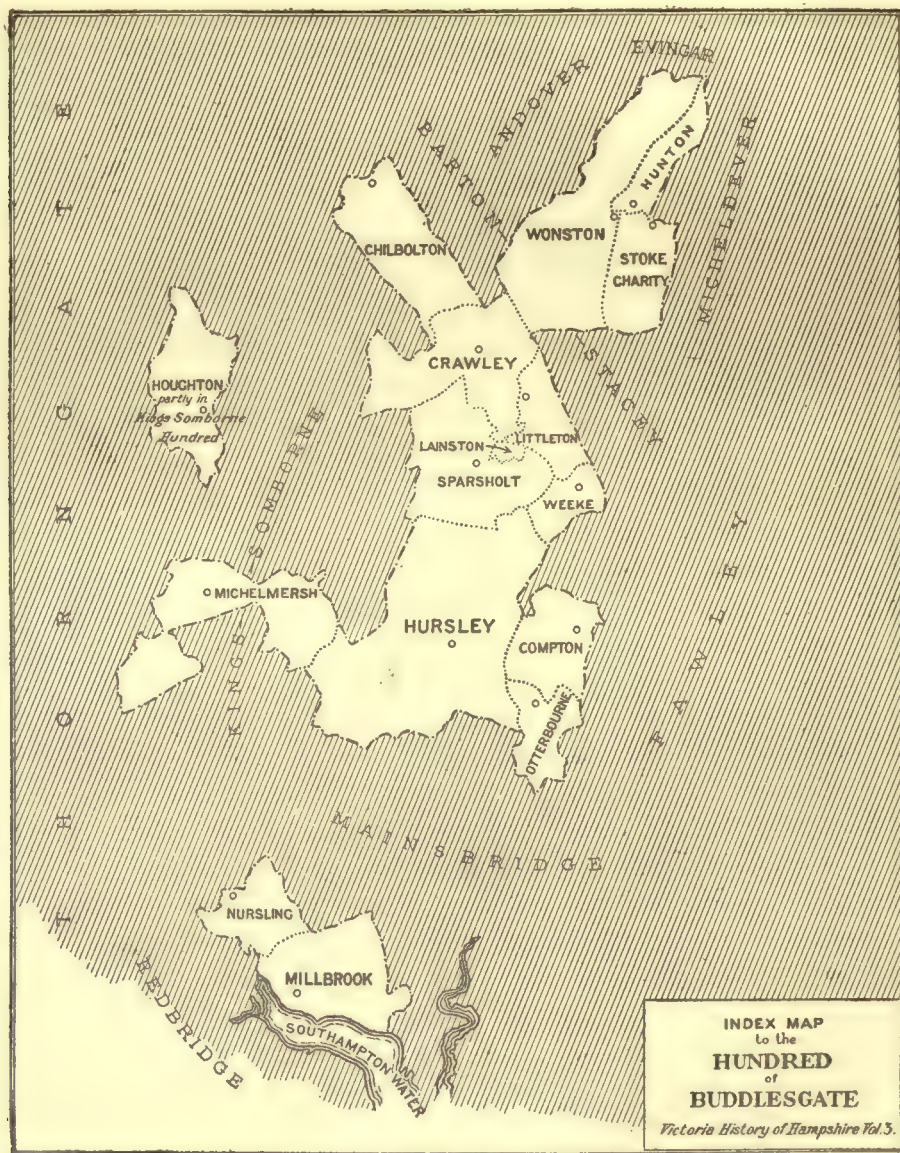 EVINGAR
ANDOVER
BARTON
STACEY
MICHELDEVER
HUNTON
WONSTON
STOKE
CHARITY
CHILBOLTON
CRAWLEY
HOUGHTON
partly in
Kings Somborne
Hundred
LAINSTON
LITTLETON
SPARSHOLT
WEEKE
THORNGATE
KINGS SOMBORNE
MICHELMERSH
HURSLEY
COMPTON
OTTERBOURNE
FAWLEY
MAINSBRIDGE
NURSLING
MILLBROOK
SOUTHAMPTON WATER
REDBRIDGE
INDEX MAP
to the
HUNDRED
of
BUDDLESGATE
Victoria History of Hampshire Vol.3.